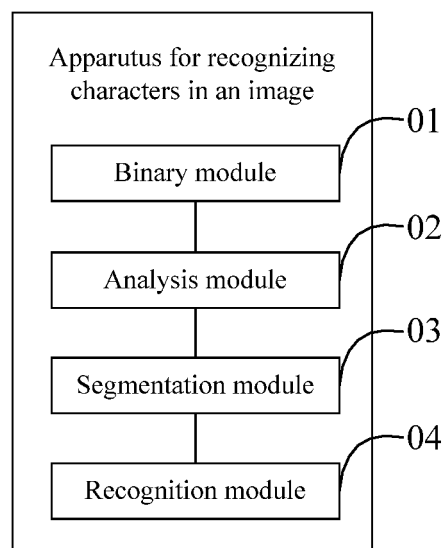 Apparutus for recognizing
characters in an image
01
Binary module
02
Analysis module
03
Segmentation module
04
Recognition module